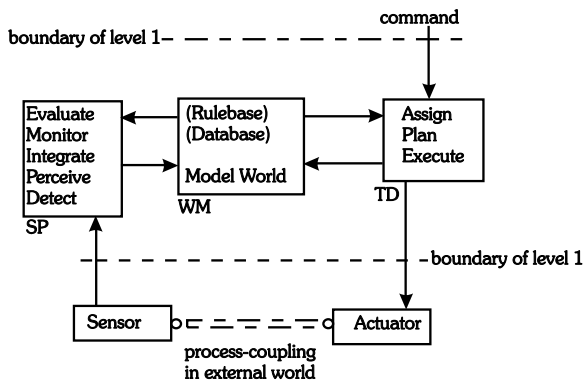 command
boundary of level 1
Evaluate
Monitor
Integrate
Perceive
Detect
SP
(Rulebase)
(Database)
Model World
WM
Assign
Plan
Execute
TD
boundary of level 1
Sensor
Actuator
process-coupling
in external world